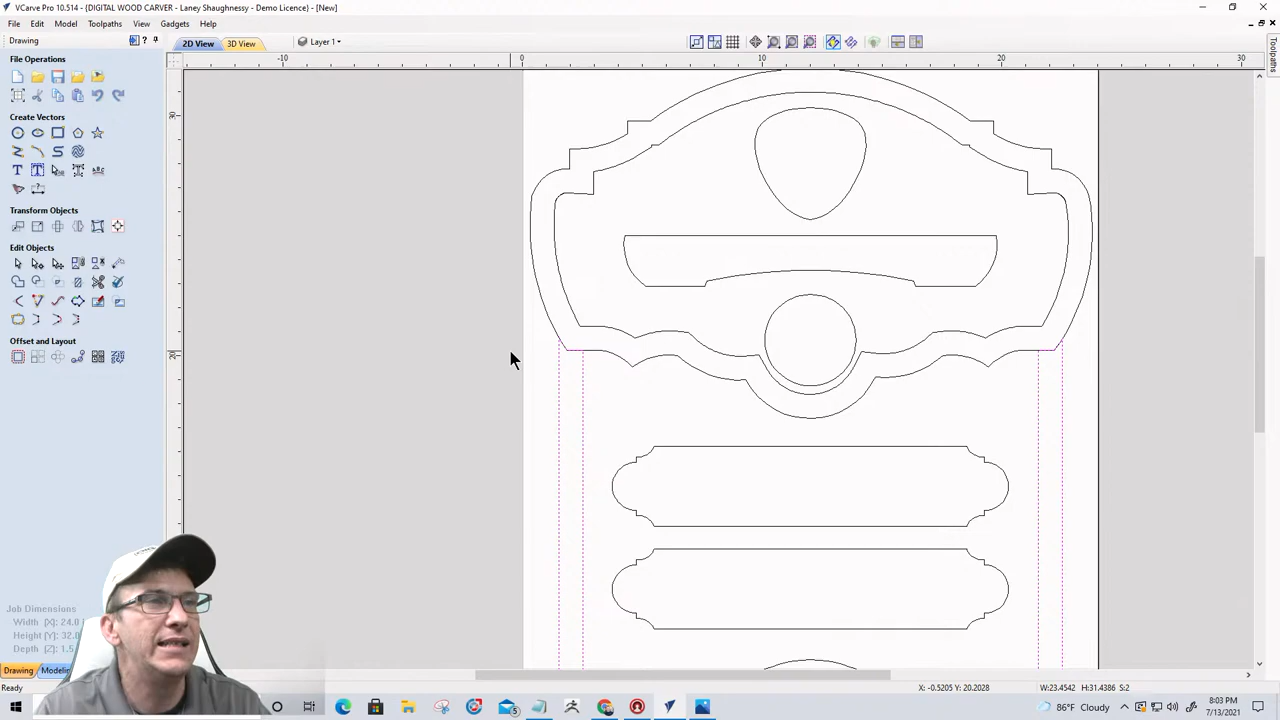 VCarve Pro 10.514 - {DIGITAL WOOD CARVER - Laney Shaughnessy - Demo Licence} - [New]
File Edit Model Toolpaths View Gadgets Help
Drawing
2D View 3D View Layer 1
-10 0 10 20 30
File Operations
30
Create Vectors
Transform Objects
Edit Objects
20
Offset and Layout
Job Dimensions
Width (X): 24.0
Height (Y): 32.0
Depth (Z): 1.5
Drawing Modeling
Toolpaths
Ready
X: -0.5205 Y: 20.2028
W:23.4542 H:31.4386 S:2
5
86°F Cloudy
8:03 PM
7/13/2021